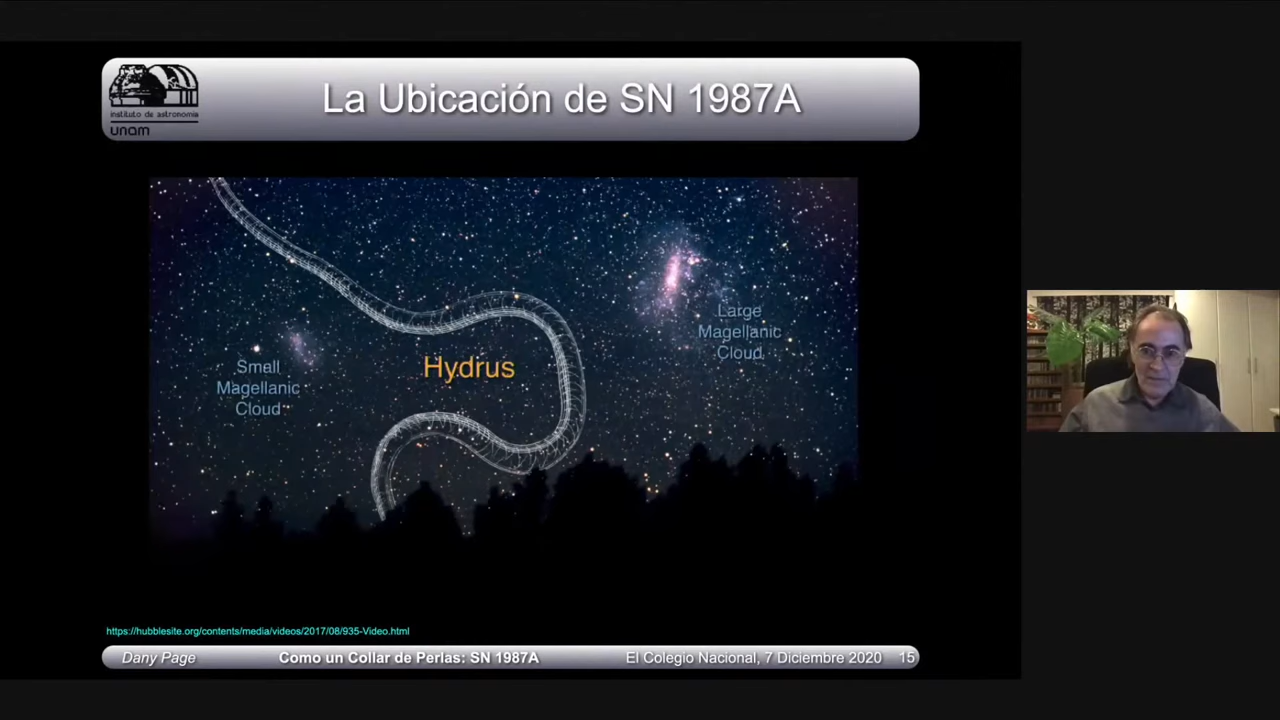 instituto de astronomía
unam
La Ubicación de SN 1987A
Large
Magellanic
Cloud
Hydrus
Small
Magellanic
Cloud
https://hubblesite.org/contents/media/videos/2017/08/935-Video.html
Dany Page Como un Collar de Perlas: SN 1987A El Colegio Nacional, 7 Diciembre 2020 15